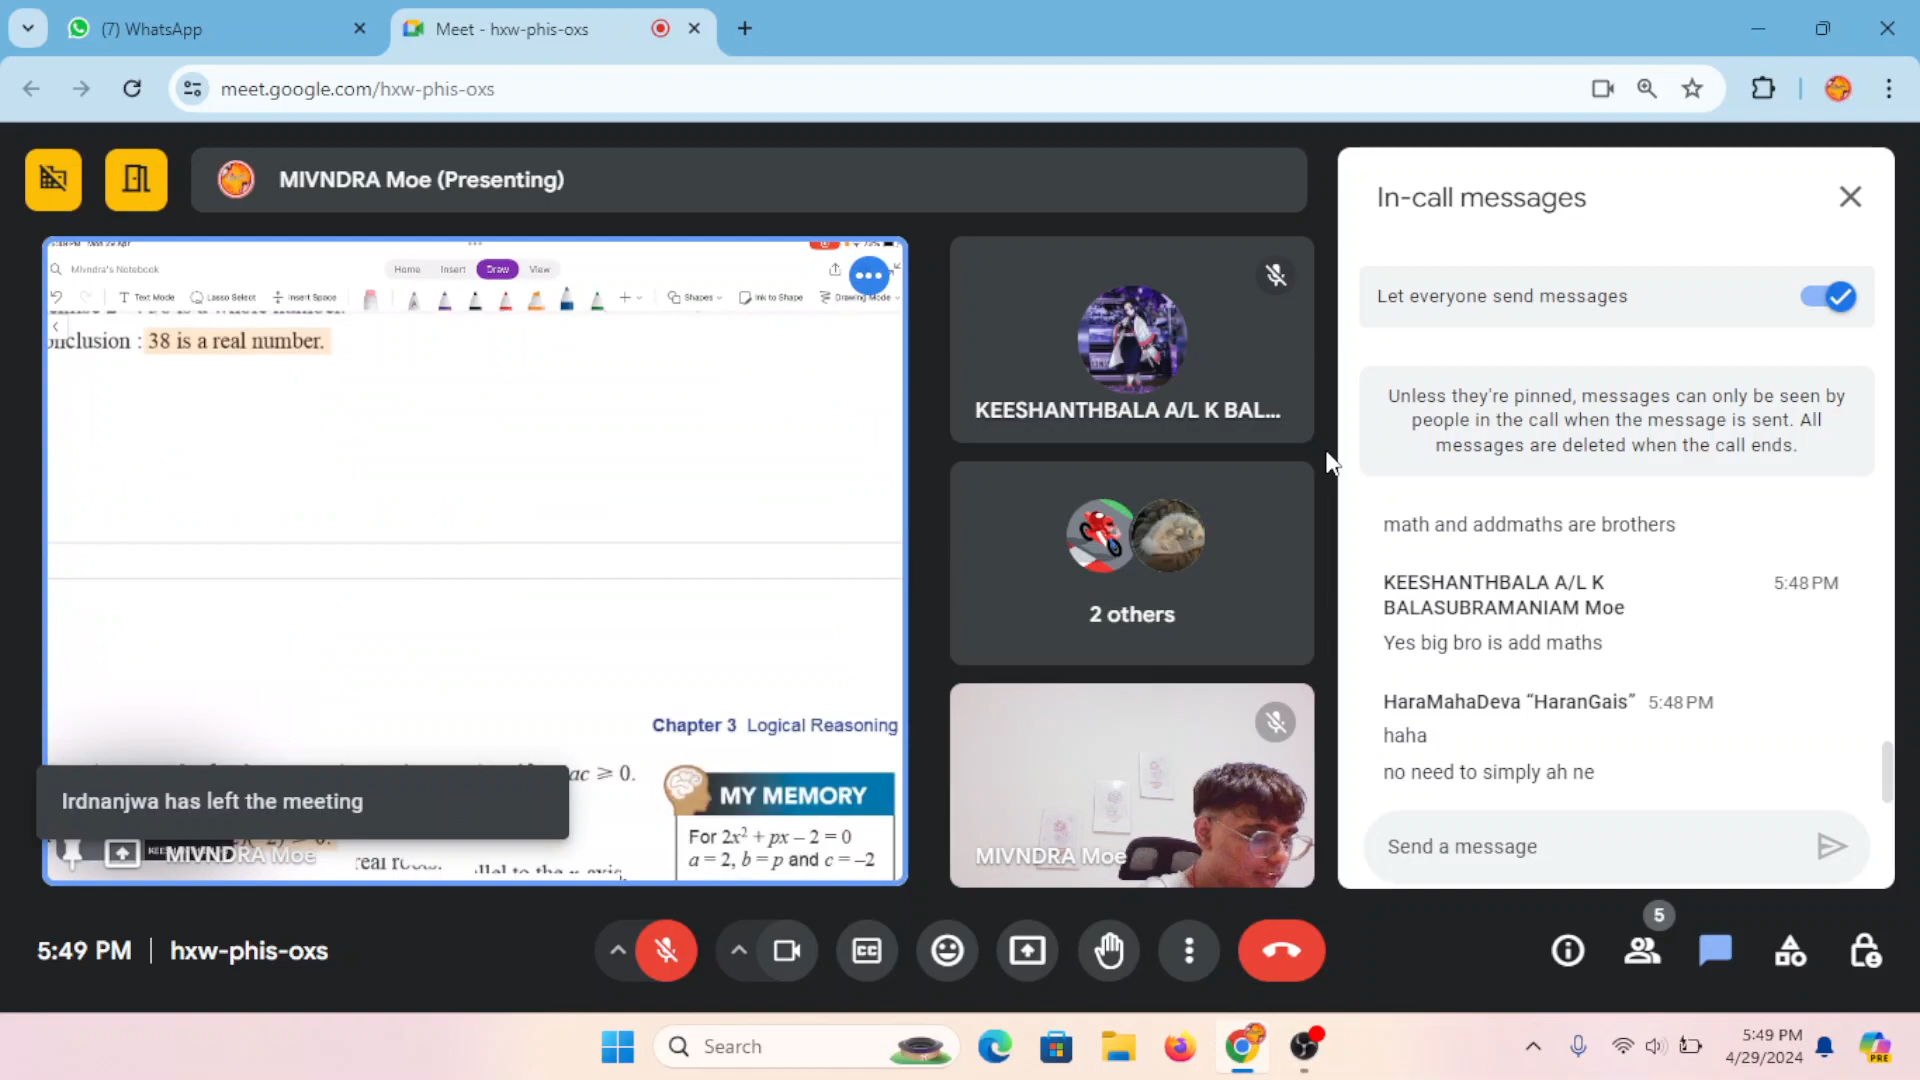 (7) WhatsApp
Meet - hxw-phis-oxs
meet.google.com/hxw-phis-oxs
MIVNDRA Moe (Presenting)
Mivndra's Notebook
Home Insert Draw View
Text Mode Lasso Select Insert Space Shapes Ink to Shape Drawing Mode
38 is a real number.
Chapter 3 Logical Reasoning
ac ⩾ 0.
MY MEMORY
For 2x² + px – 2 = 0
a = 2, b = p and c = –2
Irdnanjwa has left the meeting
MIVNDRA Moe
KEESHANTHBALA A/L K BAL...
2 others
MIVNDRA Moe
In-call messages
Let everyone send messages
Unless they're pinned, messages can only be seen by
people in the call when the message is sent. All
messages are deleted when the call ends.
math and addmaths are brothers
KEESHANTHBALA A/L K 5:48 PM
BALASUBRAMANIAM Moe
Yes big bro is add maths
HaraMahaDeva “HaranGais” 5:48 PM
haha
no need to simply ah ne
Send a message
5:49 PM hxw-phis-oxs
CC
5
Search
5:49 PM
4/29/2024
PRE